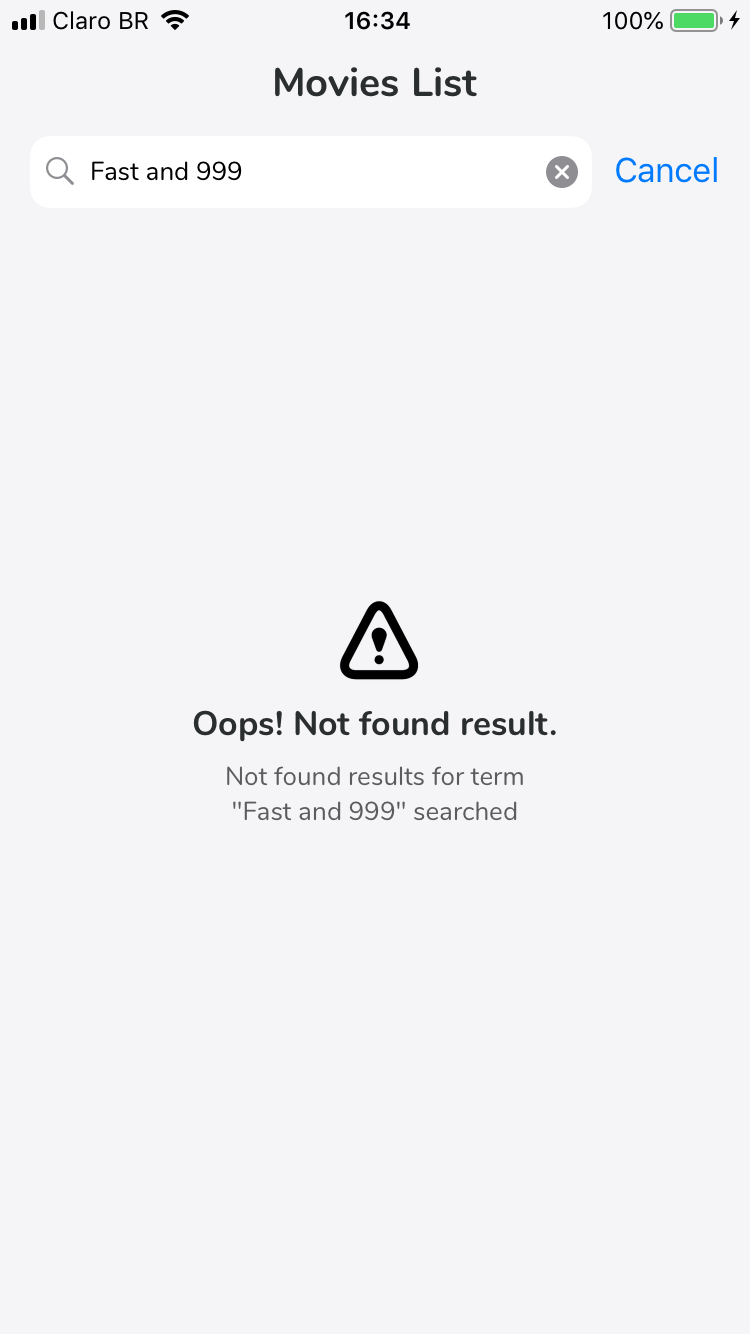 Claro BR 16:34 100%
Movies List
Fast and 999 Cancel
Oops! Not found result.
Not found results for term
"Fast and 999" searched